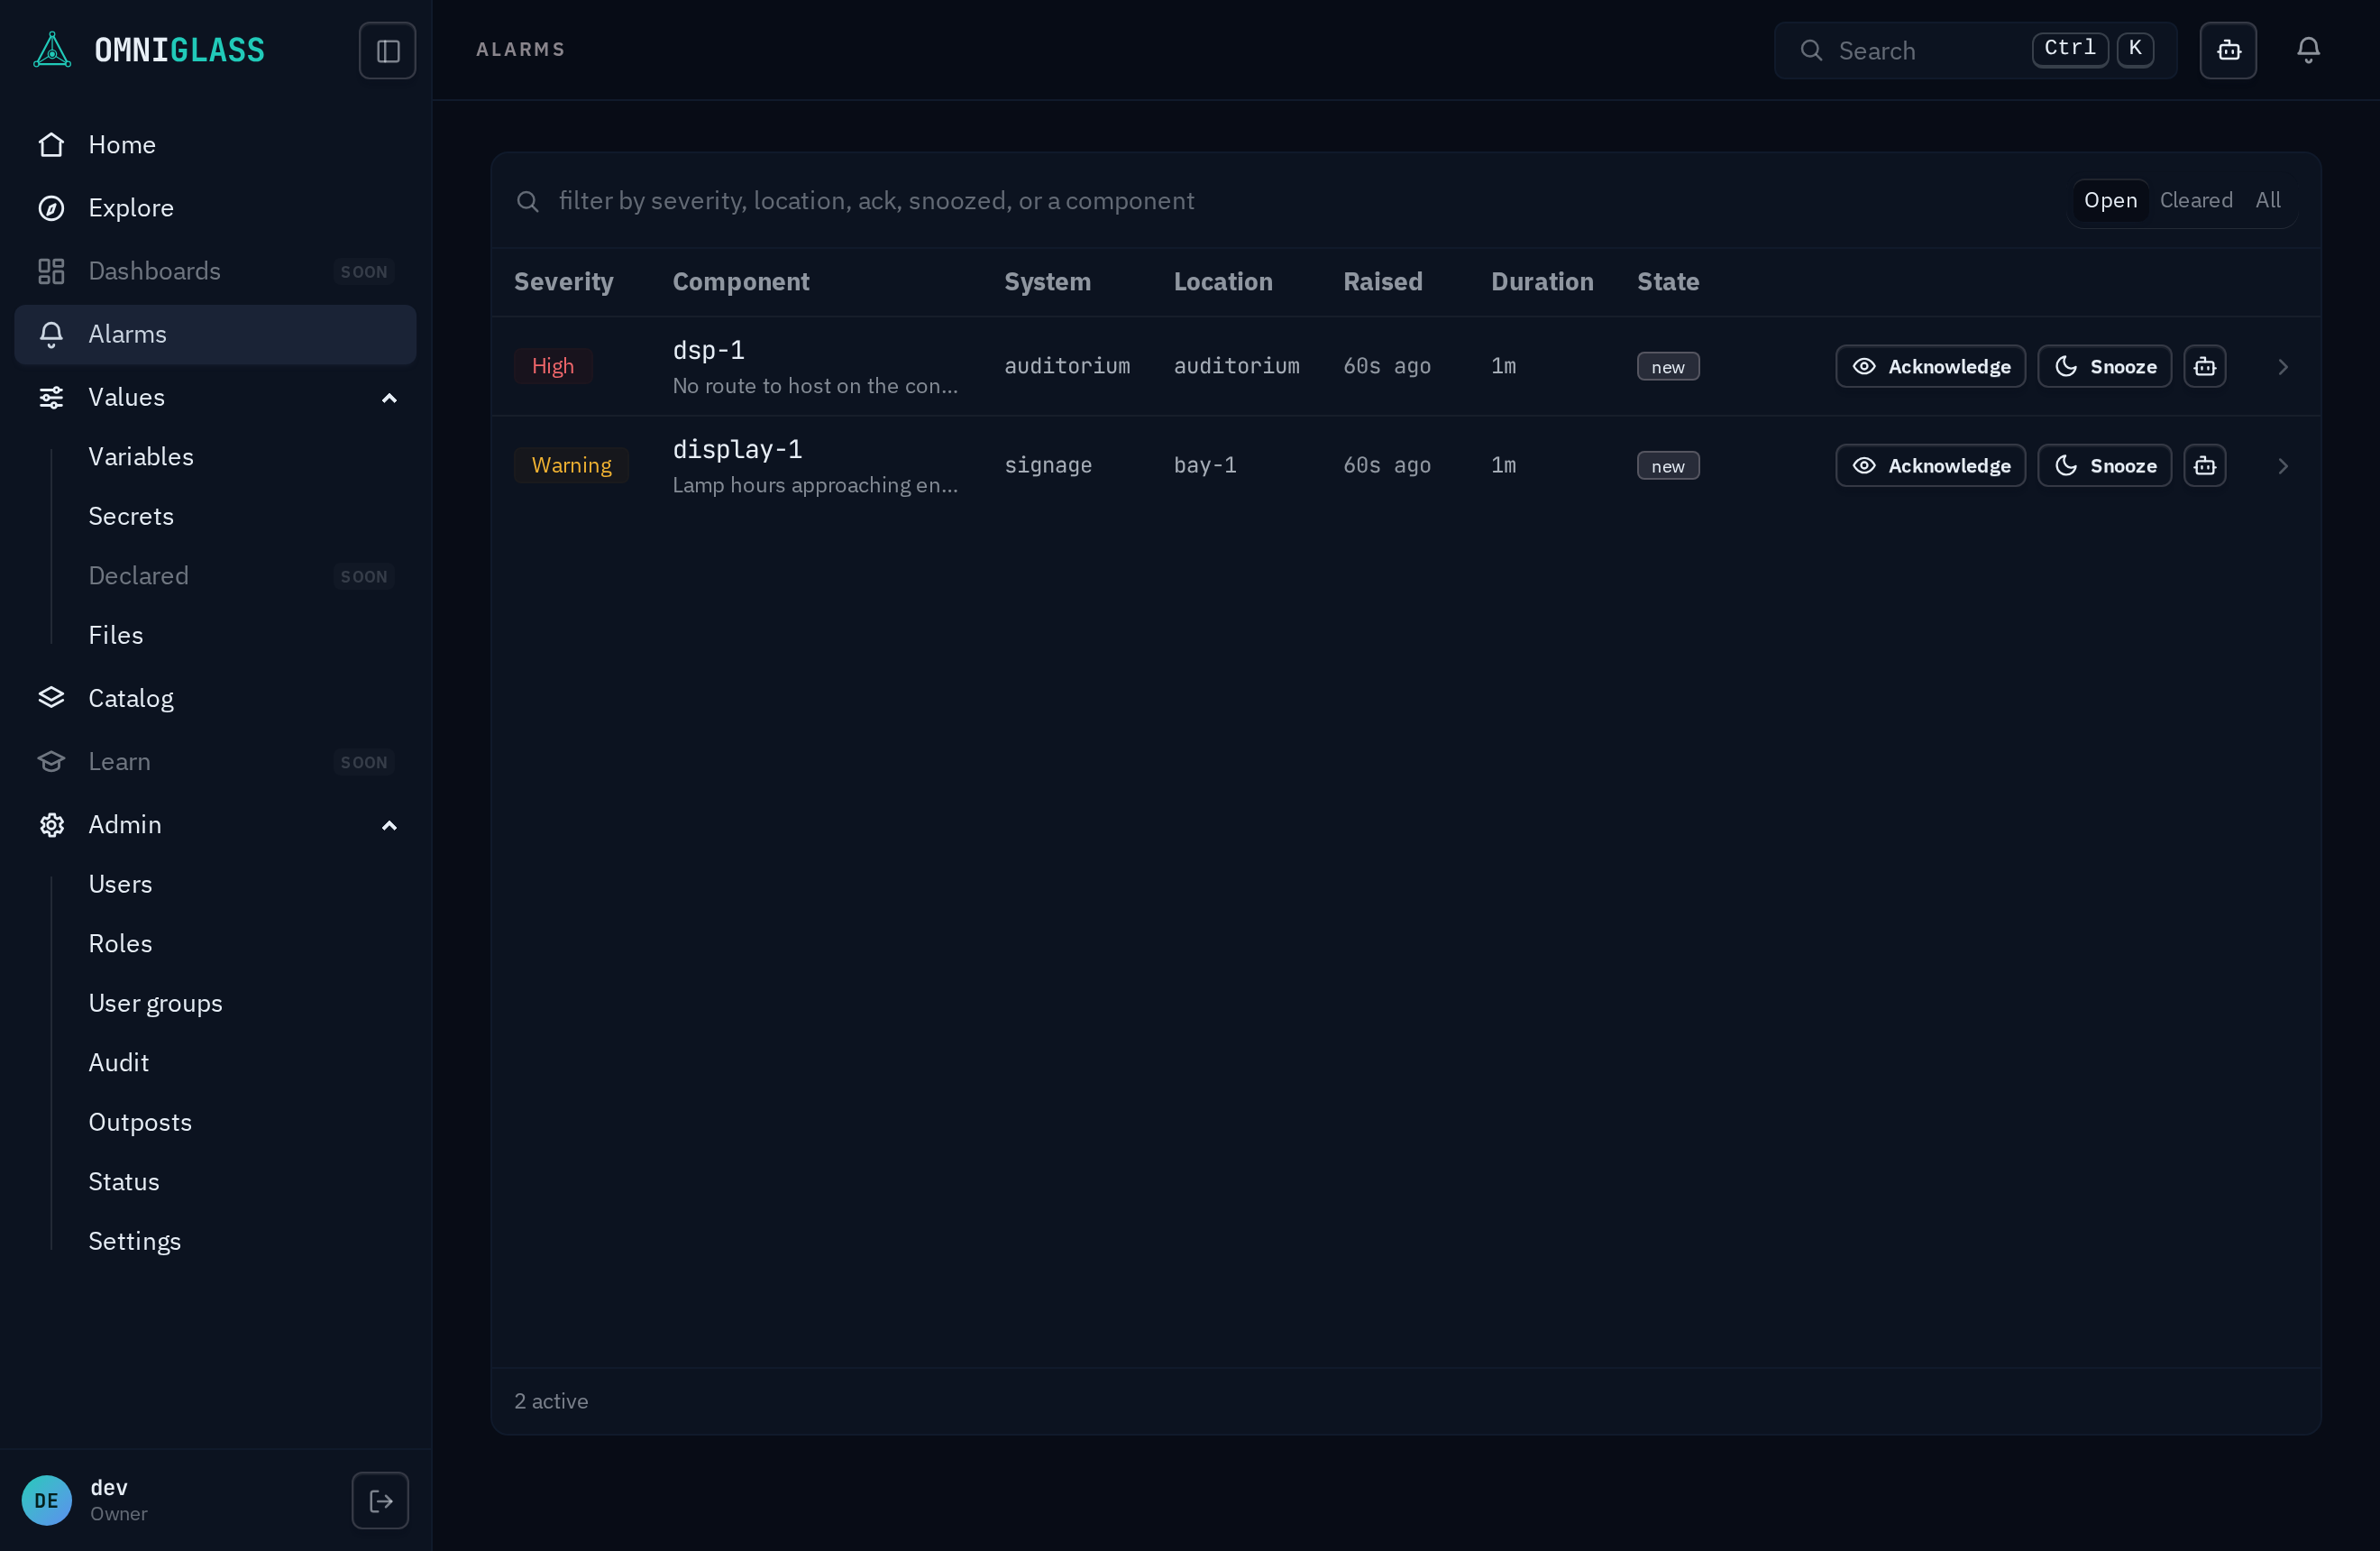 OMNIGLASS
ALARMS
Search
Ctrl K
Home
Explore
Dashboards SOON
Alarms
Values
Variables
Secrets
Declared SOON
Files
Catalog
Learn SOON
Admin
Users
Roles
User groups
Audit
Outposts
Status
Settings
DE
dev
Owner
filter by severity, location, ack, snoozed, or a component
Open Cleared All
Severity Component System Location Raised Duration State
High dsp-1 auditorium auditorium 60s ago 1m new Acknowledge Snooze
No route to host on the con...
Warning display-1 signage bay-1 60s ago 1m new Acknowledge Snooze
Lamp hours approaching en...
2 active